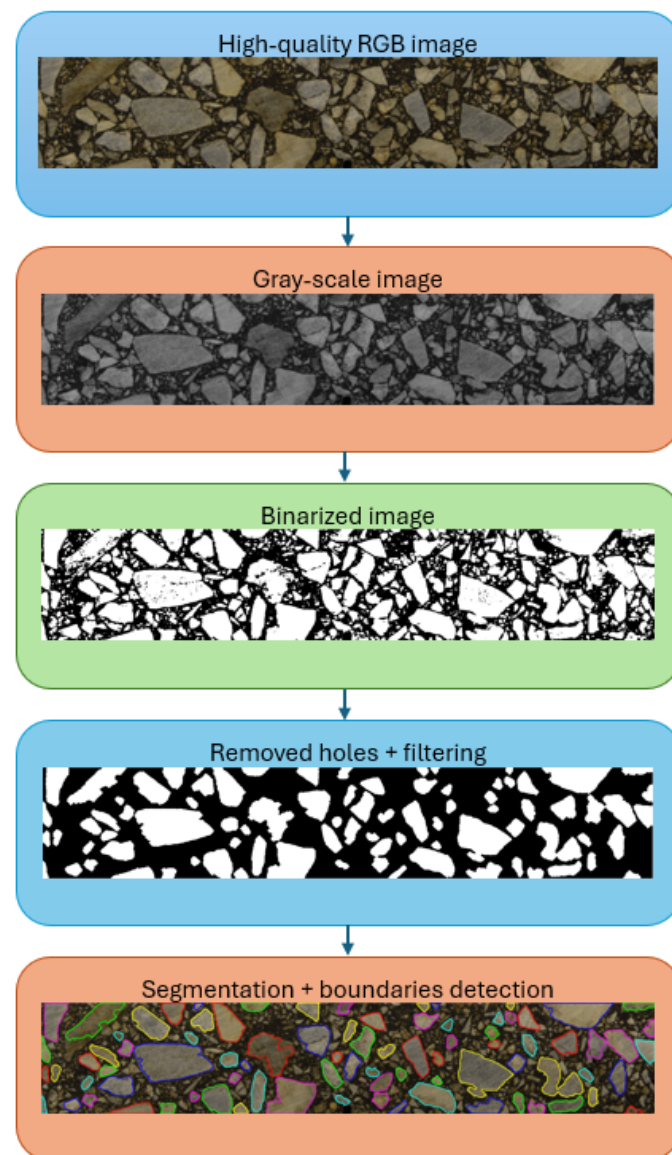 High-quality RGB image
Gray-scale image
Binarized image
Removed holes + filtering
Segmentation + boundaries detection